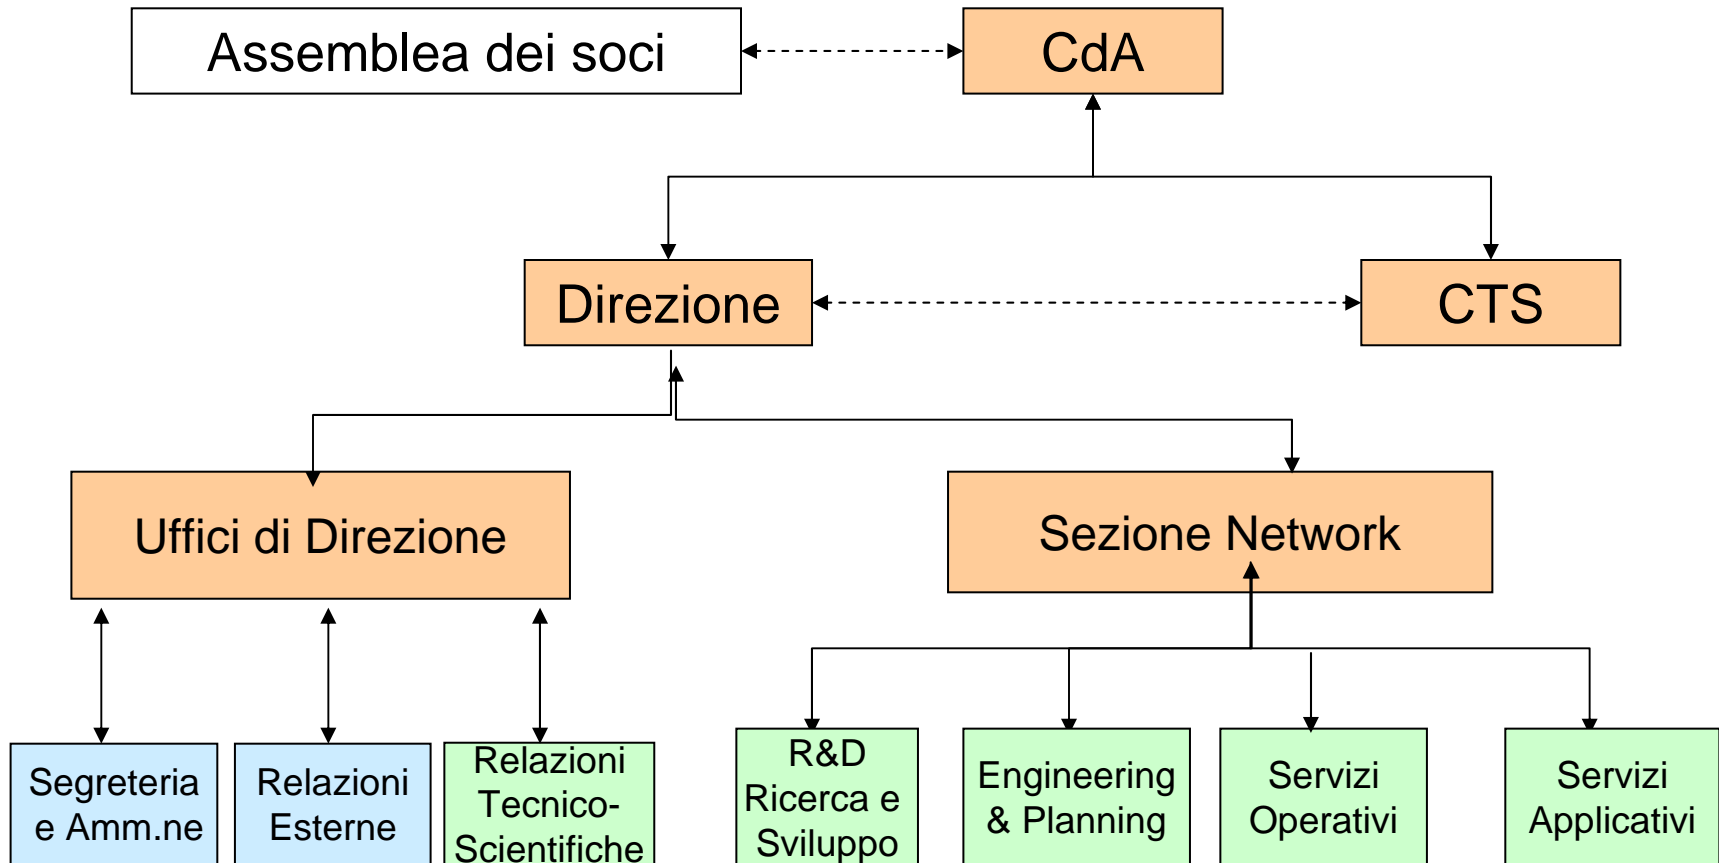 Assemblea dei soci
CdA
Direzione
CTS
Uffici di Direzione
Sezione Network
Segreteria
e Amm.ne
Relazioni
Esterne
Relazioni
Tecnico-
Scientifiche
R&D
Ricerca e
Sviluppo
Engineering
& Planning
Servizi
Operativi
Servizi
Applicativi